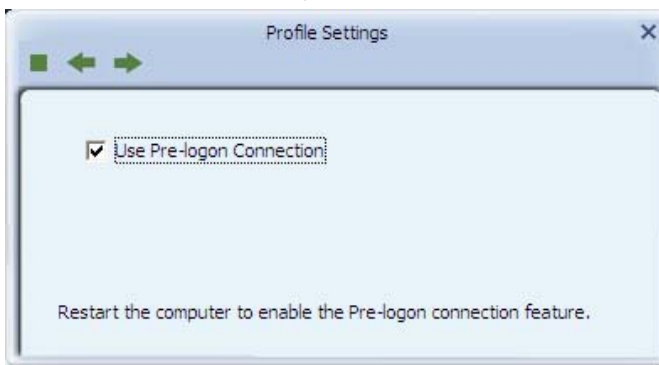 Profile Settings
Use Pre-logon Connection
Restart the computer to enable the Pre-logon connection feature.